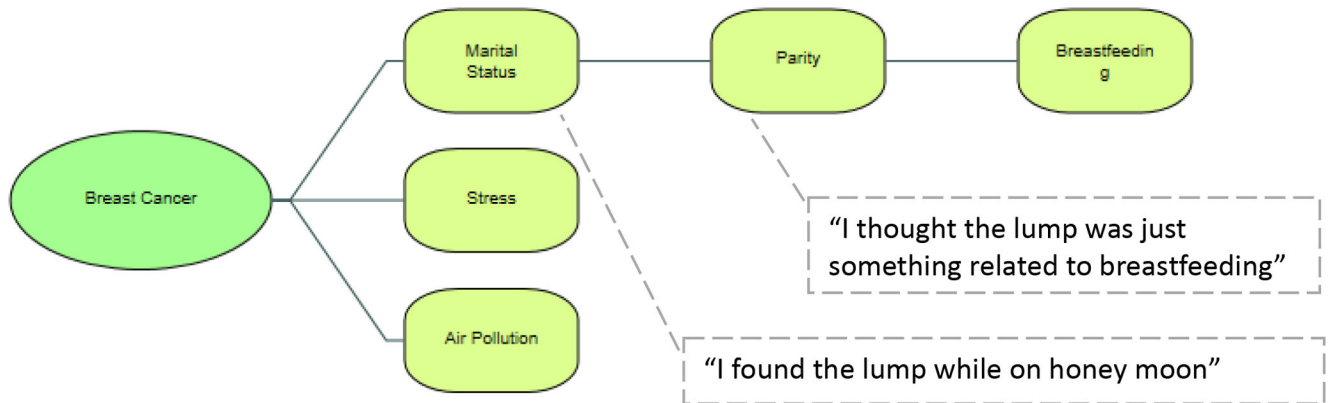 Marital
Status
Parity
Breastfeedin
g
Breast Cancer
Stress
“I thought the lump was just
something related to breastfeeding”
Air Pollution
“I found the lump while on honey moon”